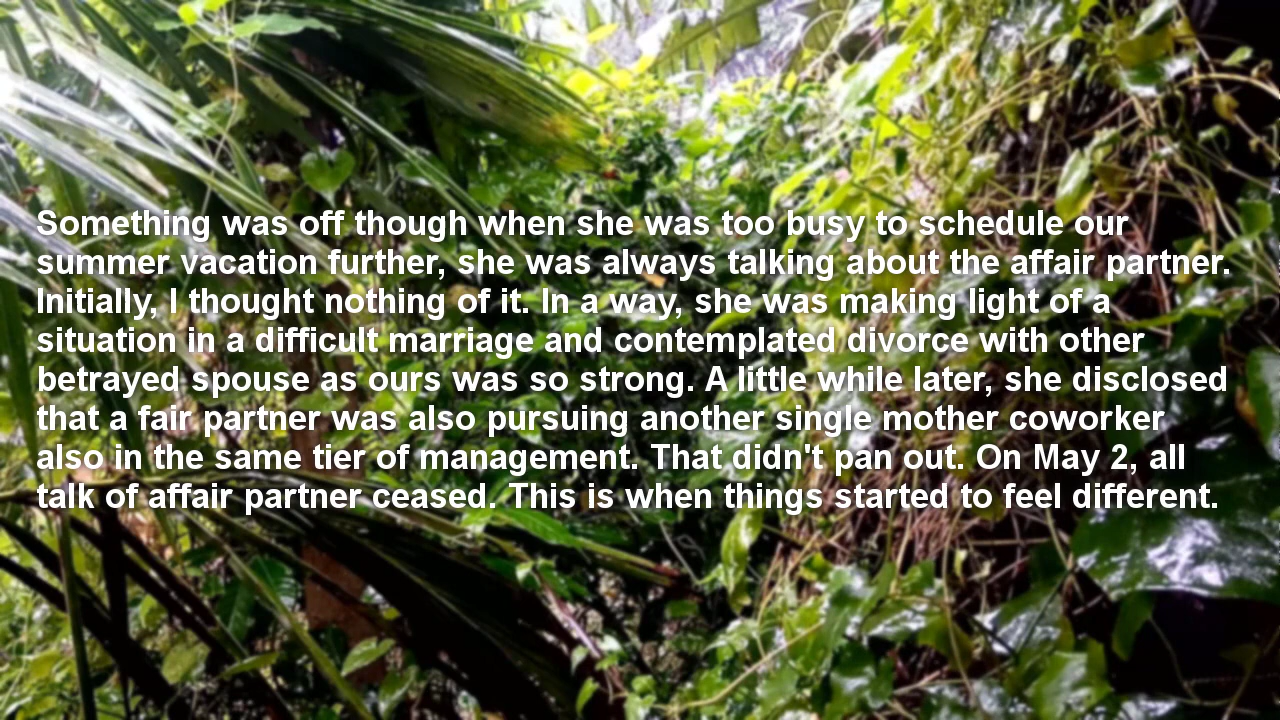 Something was off though when she was too busy to schedule our
summer vacation further, she was always talking about the affair partner.
Initially, I thought nothing of it. In a way, she was making light of a
situation in a difficult marriage and contemplated divorce with other
betrayed spouse as ours was so strong. A little while later, she disclosed
that a fair partner was also pursuing another single mother coworker
also in the same tier of management. That didn't pan out. On May 2, all
talk of affair partner ceased. This is when things started to feel different.